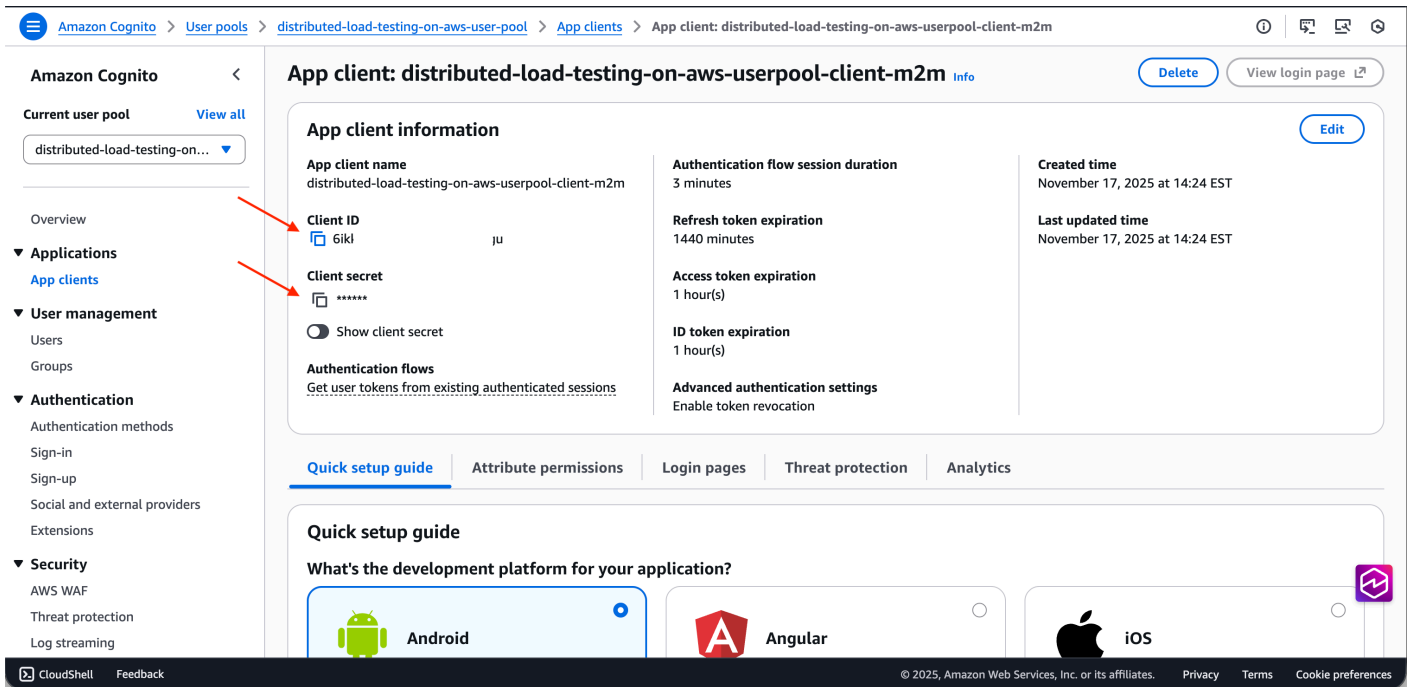 Amazon Cognito > User pools > distributed-load-testing-on-aws-user-pool > App clients > App client: distributed-load-testing-on-aws-userpool-client-m2m
Amazon Cognito
Current user pool View all
distributed-load-testing-on...
Overview
Applications
App clients
User management
Users
Groups
Authentication
Authentication methods
Sign-in
Sign-up
Social and external providers
Extensions
Security
AWS WAF
Threat protection
Log streaming
App client: distributed-load-testing-on-aws-userpool-client-m2m Info
Delete
View login page
App client information
Edit
App client name
distributed-load-testing-on-aws-userpool-client-m2m
Client ID
Client secret
******
Show client secret
Authentication flows
Get user tokens from existing authenticated sessions
Authentication flow session duration
3 minutes
Refresh token expiration
1440 minutes
Access token expiration
1 hour(s)
ID token expiration
1 hour(s)
Advanced authentication settings
Enable token revocation
Created time
November 17, 2025 at 14:24 EST
Last updated time
November 17, 2025 at 14:24 EST
Quick setup guide
Attribute permissions
Login pages
Threat protection
Analytics
Quick setup guide
What's the development platform for your application?
Android
Angular
iOS
CloudShell Feedback
© 2025, Amazon Web Services, Inc. or its affiliates. Privacy Terms Cookie preferences